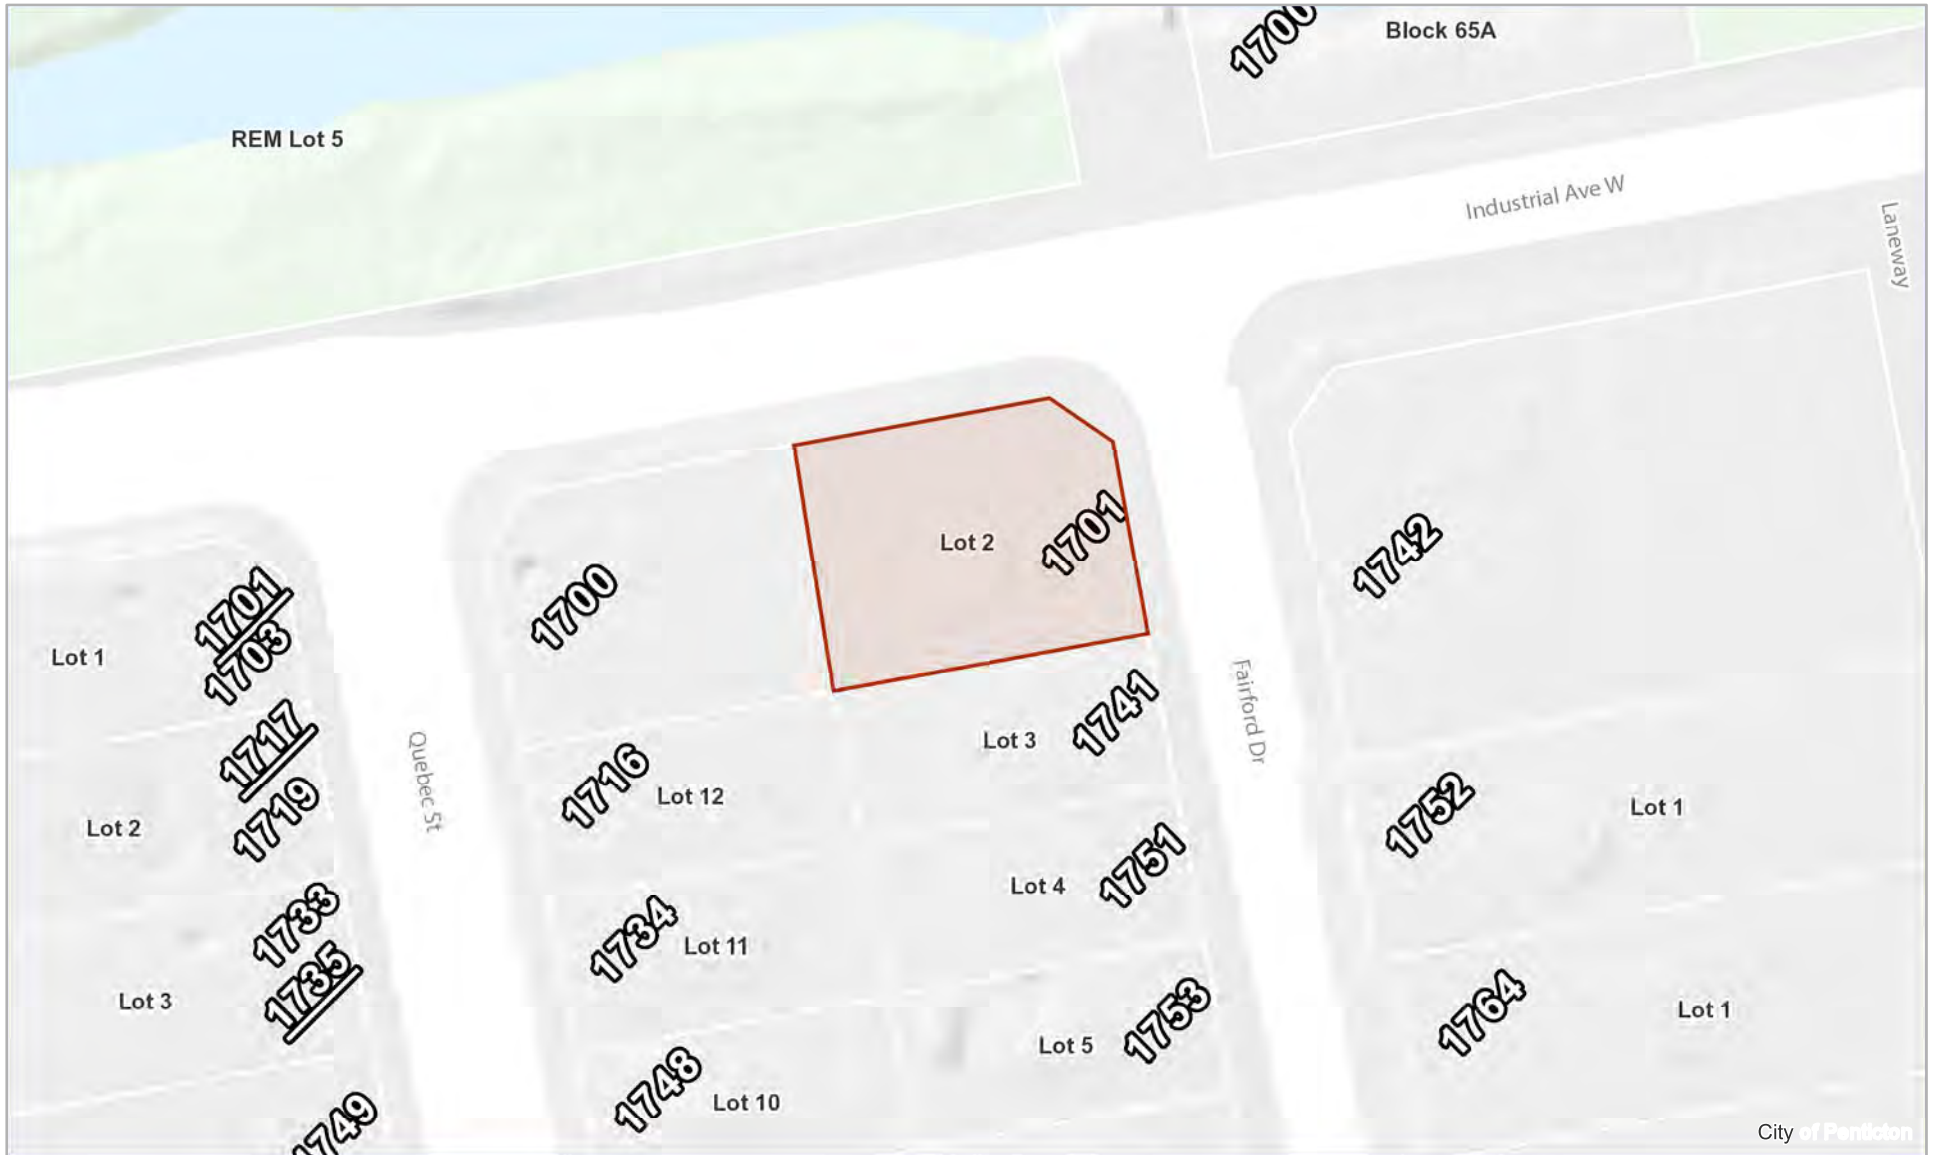 1700
Block 65A
REM Lot 5
Industrial Ave W
Laneway
Lot 2
1701
1742
1700
1701
1703
Lot 1
1717
1719
Lot 2
Quebec St
1716
Lot 12
Lot 3
1741
Fairford Dr
1752
Lot 1
1733
1735
Lot 3
1734
Lot 11
Lot 4
1751
1764
Lot 1
1748
Lot 10
Lot 5
1753
1749
City of Penticton